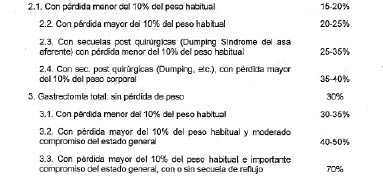 2.1. Con pérdida menor del 10% del peso habitual 15-20%
2.2. Con pérdida mayor del 10% del peso habitual 20-25%
2.3. Con secuelas post quirúrgicas (Dumping Síndrome del asa
aferente) con pérdida menor del 10% del peso habitual 25-35%
2.4. Con sec. post quirúrgicas (Dumping, etc.), con pérdida mayor
del 10% del peso corporal 35-40%
3. Gastrectomía total: sin pérdida de peso 30%
3.1. Con pérdida menor del 10% del peso habitual 30-35%
3.2. Con pérdida mayor del 10% del peso habitual y moderado
compromiso del estado general 40-50%
3.3. Con pérdida mayor del 10% del peso habitual e importante
compromiso del estado general, con o sin secuela de reflujo 70%